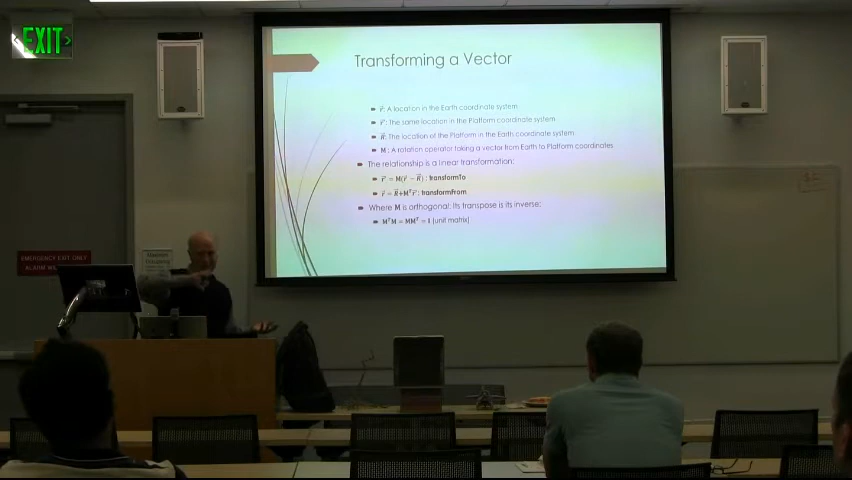 EXIT
Transforming a Vector
r⃗: A location in the Earth coordinate system
r⃗': The same location in the Platform coordinate system
R⃗: The location of the Platform in the Earth coordinate system
M : A rotation operator taking a vector from Earth to Platform coordinates
The relationship is a linear transformation:
r⃗' = M(r⃗ − R⃗) : transformTo
r⃗ = R⃗+Mᵀr⃗' : transformFrom
Where M is orthogonal: Its transpose is its inverse:
MᵀM = MMᵀ = 1 (unit matrix)
EMERGENCY EXIT ONLY
ALARM